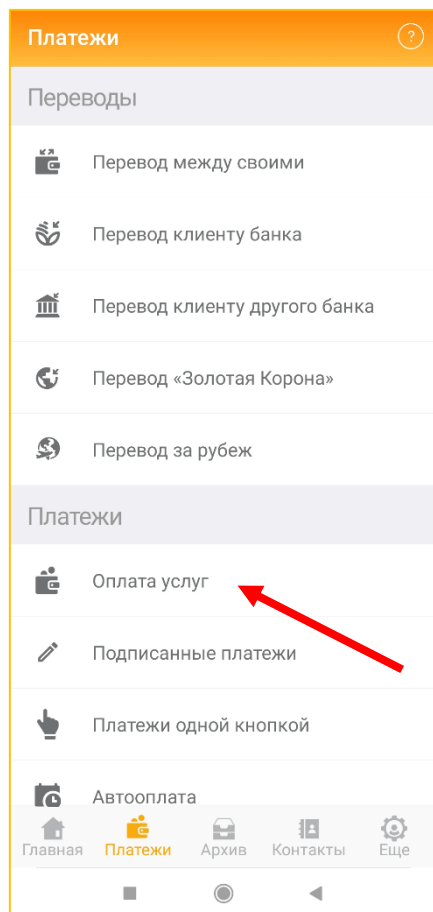 Платежи
?
Переводы
Перевод между своими
Перевод клиенту банка
Перевод клиенту другого банка
Перевод «Золотая Корона»
Перевод за рубеж
Платежи
Оплата услуг
Подписанные платежи
Платежи одной кнопкой
Автооплата
Главная Платежи Архив Контакты Еще